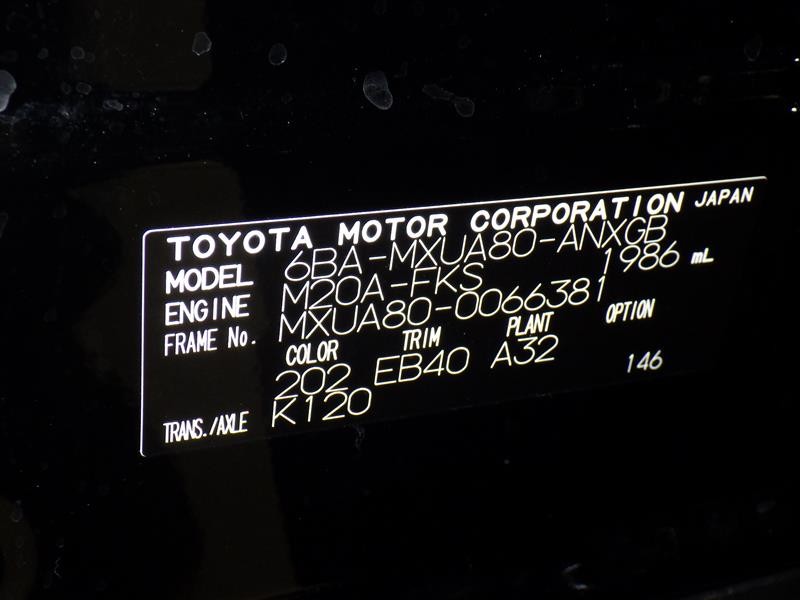 TOYOTA MOTOR CORPORATION JAPAN
MODEL 6BA-MXUA80-ANXGB
ENGINE M20A-FKS 1986 mL
FRAME No. MXUA80-0066381
COLOR TRIM PLANT OPTION
202 EB40 A32 146
TRANS./AXLE K120